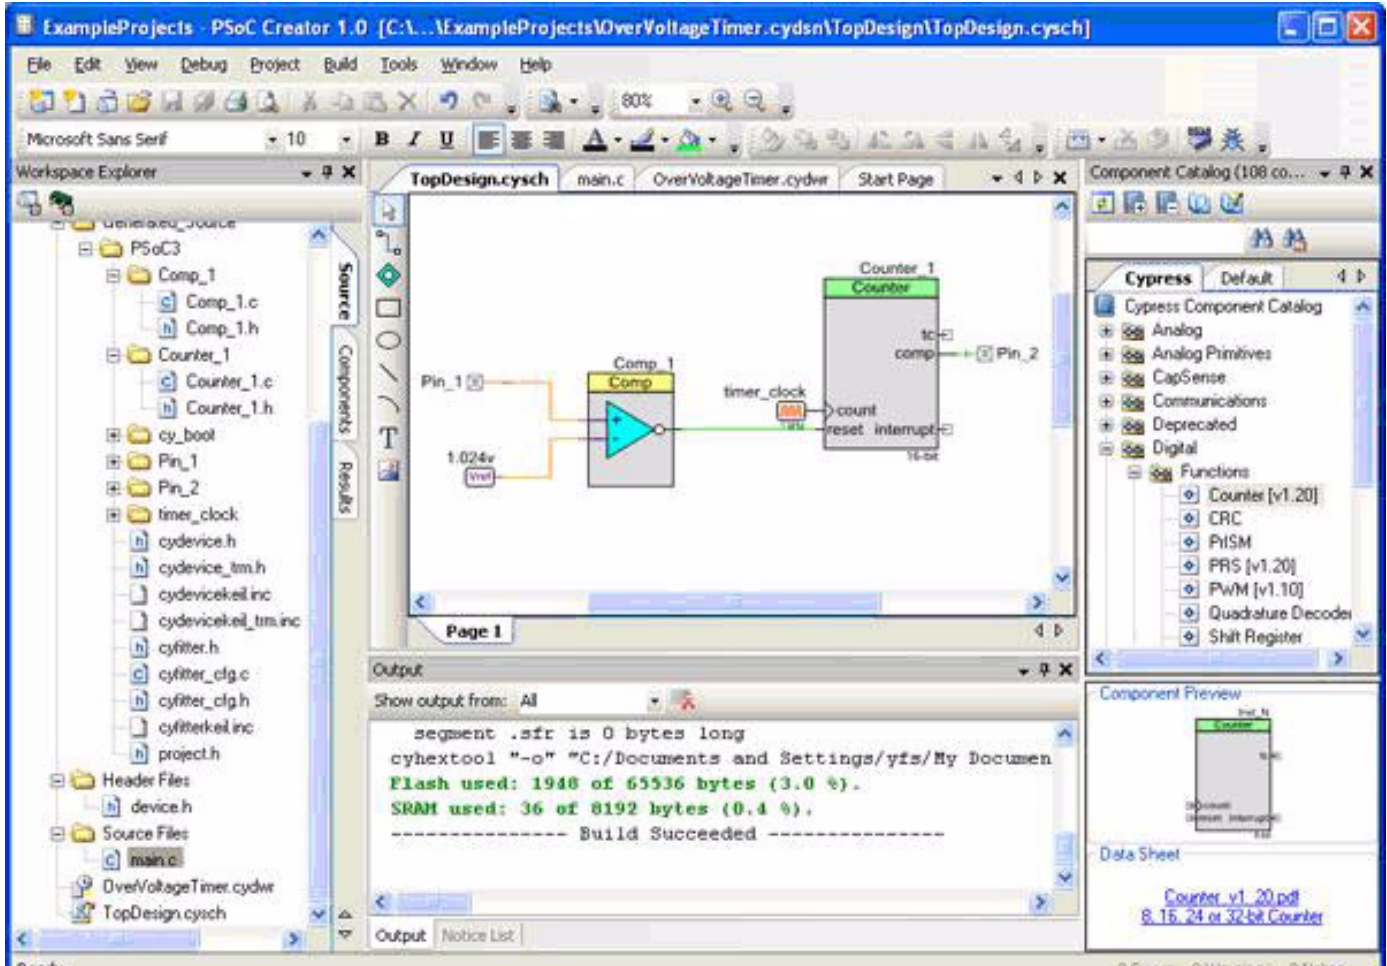 ExampleProjects - PSoC Creator 1.0 [C:\...\ExampleProjects\OverVoltageTimer.cydsn\TopDesign\TopDesign.cysch]
File Edit View Debug Project Build Tools Window Help
80%
Microsoft Sans Serif 10 B I U A
Workspace Explorer
Generated_Source
PSoC3
Comp_1
Comp_1.c
Comp_1.h
Counter_1
Counter_1.c
Counter_1.h
cy_boot
Pin_1
Pin_2
timer_clock
cydevice.h
cydevice_trm.h
cydevicekeil.inc
cydevicekeil_trm.inc
cyfitter.h
cyfitter_cfg.c
cyfitter_cfg.h
cyfitterkeil.inc
project.h
Header Files
device.h
Source Files
main.c
OverVoltageTimer.cydwr
TopDesign.cysch
Source
Components
Results
TopDesign.cysch main.c OverVoltageTimer.cydwr Start Page
T
Counter_1
Counter
tc
comp
Pin_2
Comp_1
Comp
Pin_1
timer_clock
count
reset interrupt
16-bit
1.024v
Vref
Page 1
Output
Show output from: All
segment .sfr is 0 bytes long
cyhextool "-o" "C:/Documents and Settings/yfs/My Documen
Flash used: 1948 of 65536 bytes (3.0 %).
SRAM used: 36 of 8192 bytes (0.4 %).
--------------- Build Succeeded ---------------
Output Notice List
Component Catalog (108 co...
Cypress Default
Cypress Component Catalog
Analog
Analog Primitives
CapSense
Communications
Deprecated
Digital
Functions
Counter [v1.20]
CRC
PrISM
PRS [v1.20]
PWM [v1.10]
Quadrature Decoder
Shift Register
Component Preview
Inst_N
Counter
count
reset interrupt
Data Sheet
Counter_v1_20.pdf
8, 16, 24 or 32-bit Counter